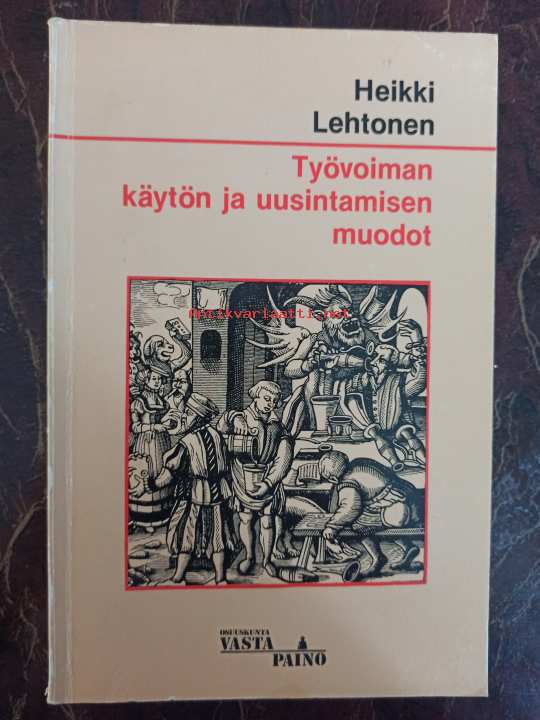 Heikki
Lehtonen
Työvoiman
käytön ja uusintamisen
muodot
Antikvariaatti.net
OSUUSKUNTA
VASTA
PAINO